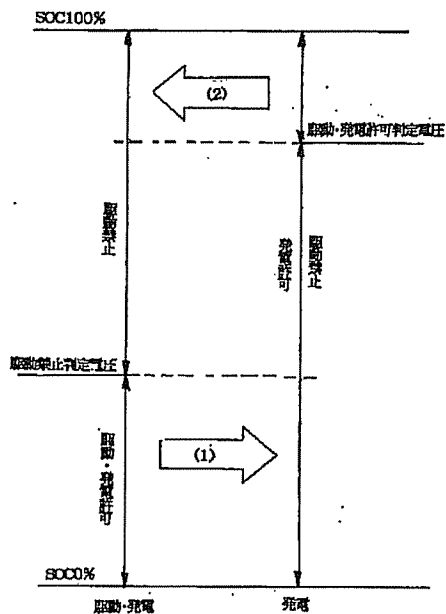 SOC100%
(2)
駆動・発電許可判定電圧
駆動禁止
発電許可
駆動禁止
駆動禁止判定電圧
(1)
駆動・発電許可
SOC0%
駆動・発電
発電